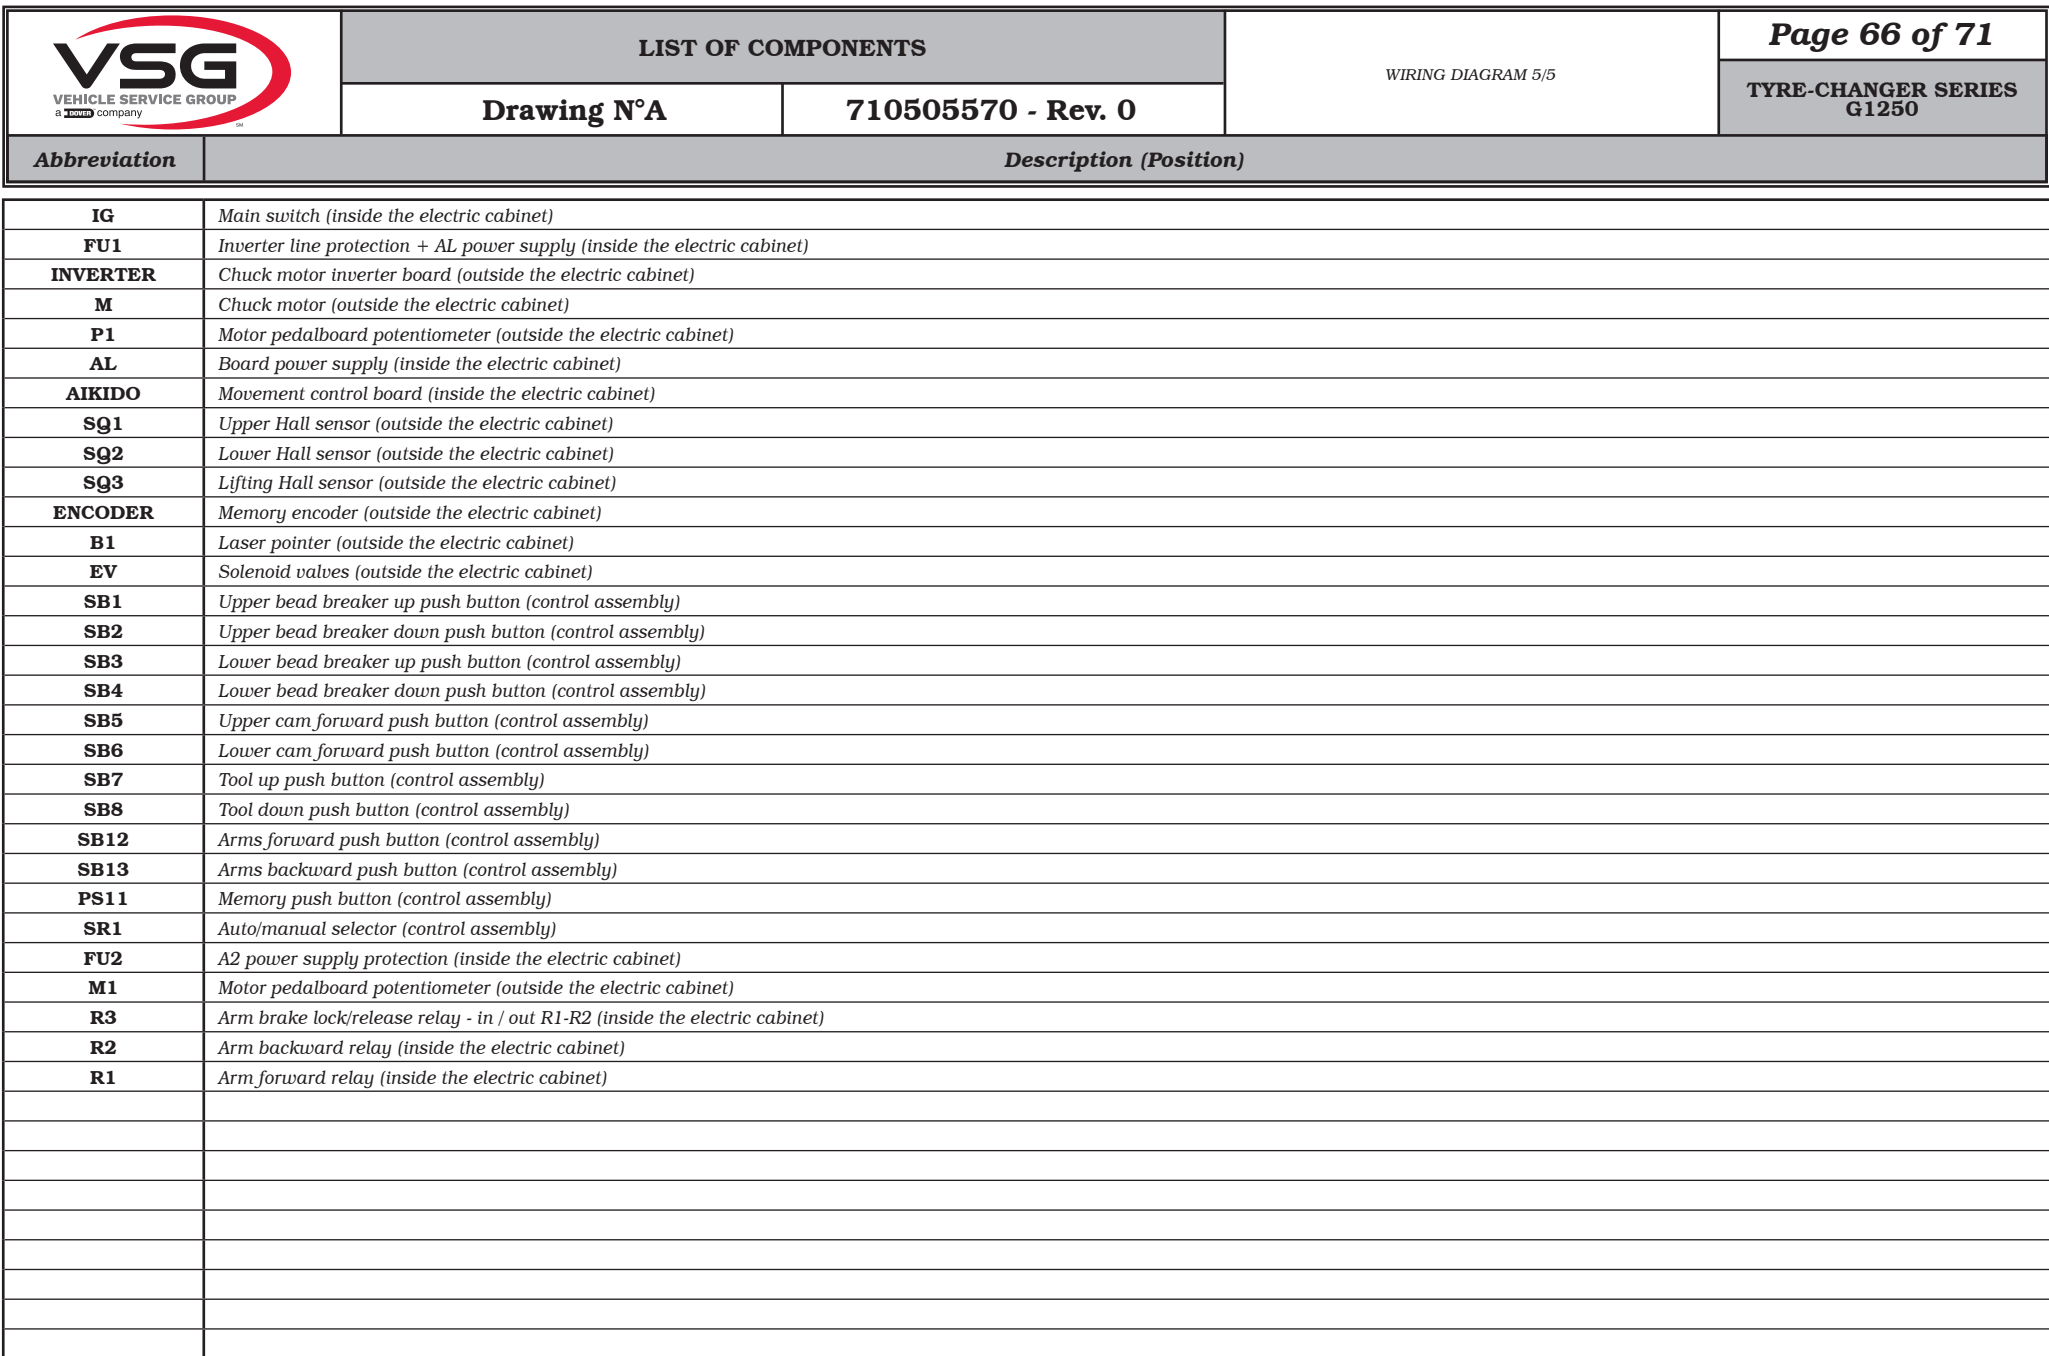 VSG
VEHICLE SERVICE GROUP
a DOVER company
SM
LIST OF COMPONENTS
Drawing N°A
710505570 - Rev. 0
WIRING DIAGRAM 5/5
Page 66 of 71
TYRE-CHANGER SERIES
G1250
Abbreviation Description (Position)
IG Main switch (inside the electric cabinet)
FU1 Inverter line protection + AL power supply (inside the electric cabinet)
INVERTER Chuck motor inverter board (outside the electric cabinet)
M Chuck motor (outside the electric cabinet)
P1 Motor pedalboard potentiometer (outside the electric cabinet)
AL Board power supply (inside the electric cabinet)
AIKIDO Movement control board (inside the electric cabinet)
SQ1 Upper Hall sensor (outside the electric cabinet)
SQ2 Lower Hall sensor (outside the electric cabinet)
SQ3 Lifting Hall sensor (outside the electric cabinet)
ENCODER Memory encoder (outside the electric cabinet)
B1 Laser pointer (outside the electric cabinet)
EV Solenoid valves (outside the electric cabinet)
SB1 Upper bead breaker up push button (control assembly)
SB2 Upper bead breaker down push button (control assembly)
SB3 Lower bead breaker up push button (control assembly)
SB4 Lower bead breaker down push button (control assembly)
SB5 Upper cam forward push button (control assembly)
SB6 Lower cam forward push button (control assembly)
SB7 Tool up push button (control assembly)
SB8 Tool down push button (control assembly)
SB12 Arms forward push button (control assembly)
SB13 Arms backward push button (control assembly)
PS11 Memory push button (control assembly)
SR1 Auto/manual selector (control assembly)
FU2 A2 power supply protection (inside the electric cabinet)
M1 Motor pedalboard potentiometer (outside the electric cabinet)
R3 Arm brake lock/release relay - in / out R1-R2 (inside the electric cabinet)
R2 Arm backward relay (inside the electric cabinet)
R1 Arm forward relay (inside the electric cabinet)